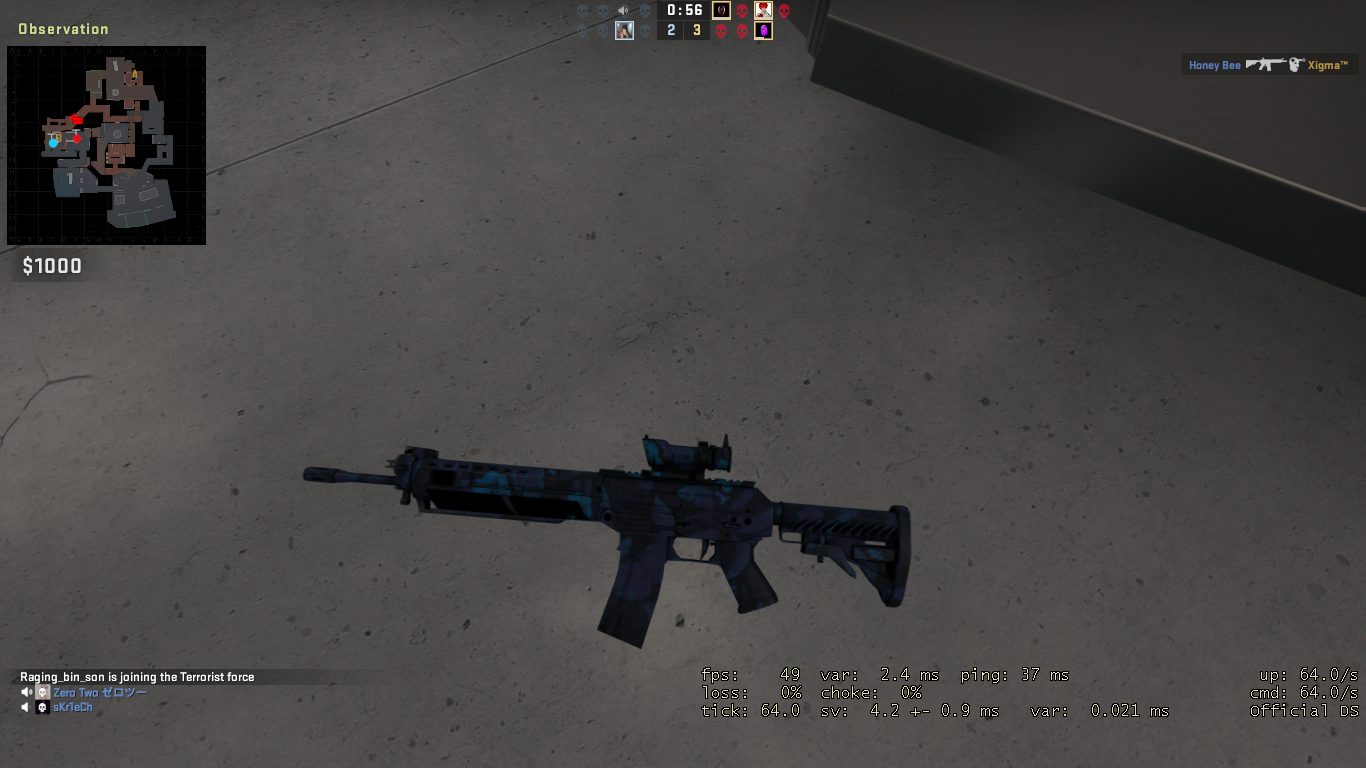 0:56
Observation
2 3
Honey Bee Xigma™
A
B
$1000
Raging_bin_son is joining the Terrorist force
Zero Two ゼロツー
sKr1eCh
fps: 49 var: 2.4 ms ping: 37 ms up: 64.0/s
loss: 0% choke: 0% cmd: 64.0/s
tick: 64.0 sv: 4.2 +- 0.9 ms var: 0.021 ms Official DS